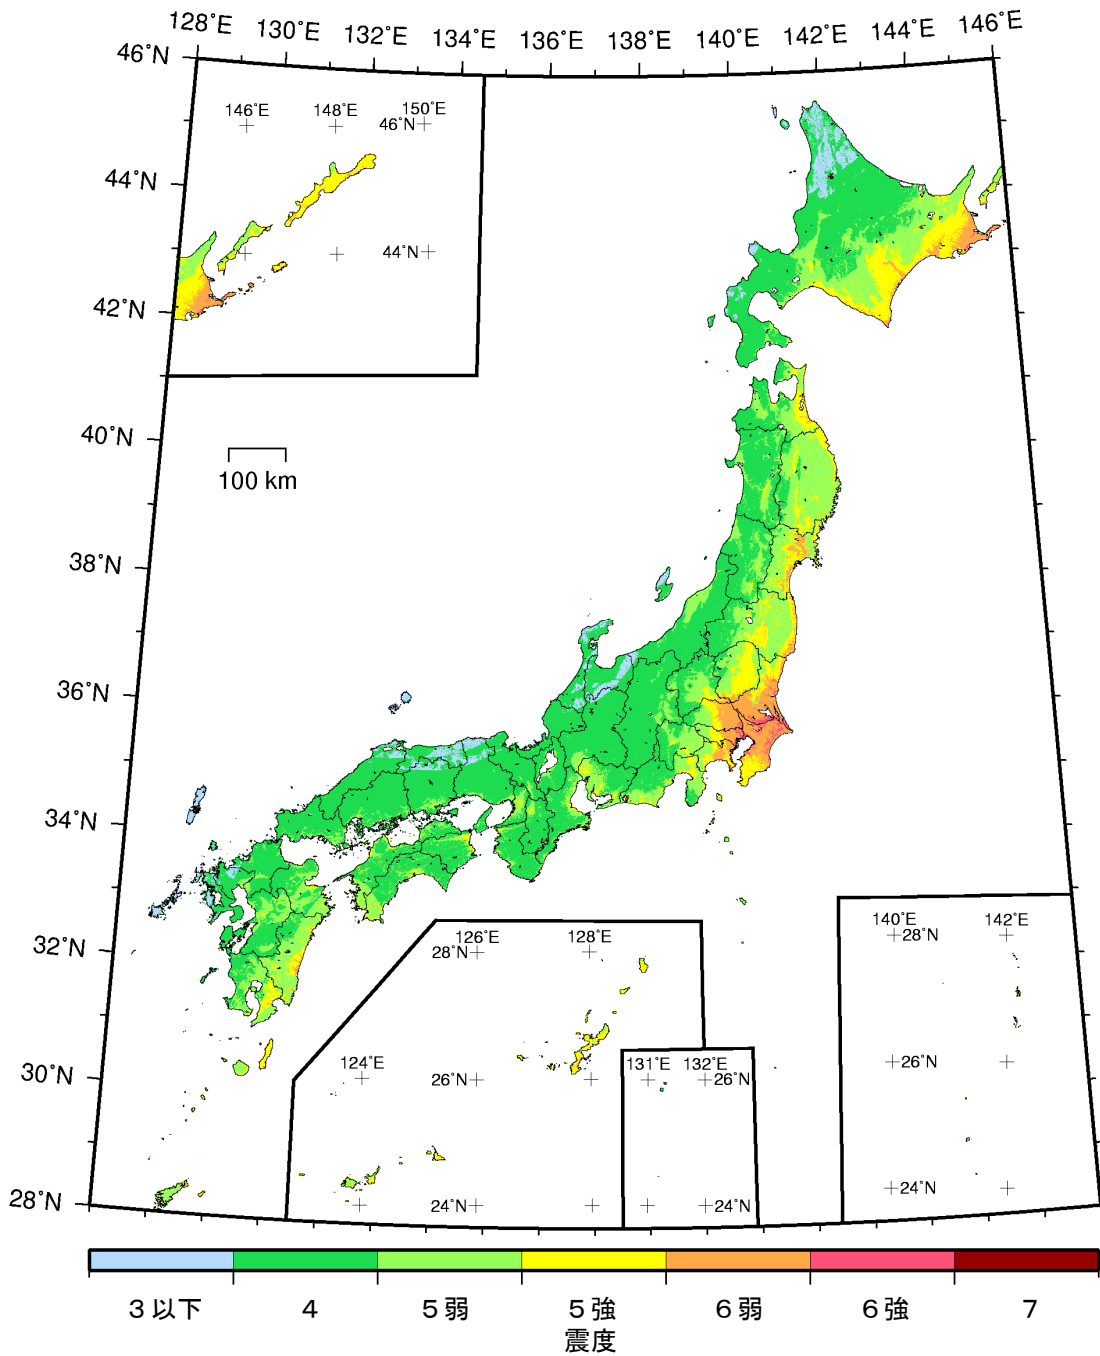 128°E 130°E 132°E 134°E 136°E 138°E 140°E 142°E 144°E 146°E
46°N
146°E 148°E 150°E
46°N
44°N
44°N
42°N
40°N
100 km
38°N
36°N
34°N
32°N
126°E 128°E
28°N
140°E 142°E
28°N
124°E
26°N
131°E 132°E
26°N
26°N
30°N
24°N
24°N
24°N
28°N
3以下 4 5弱 5強 6弱 6強 7
震度